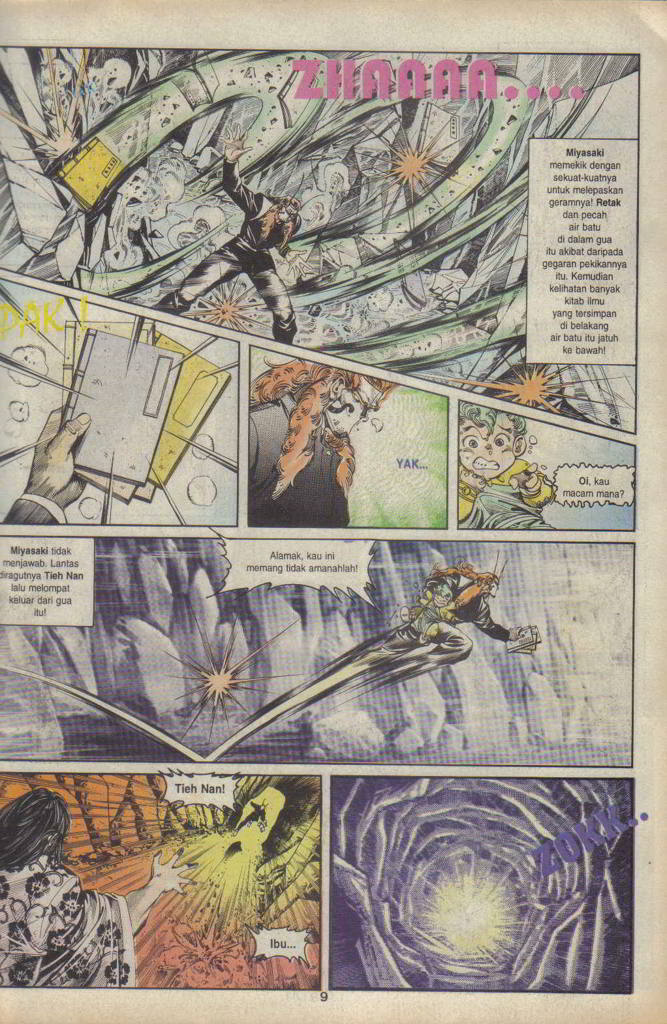 ZHAAAA....
Miyasaki
memekik dengan
sekuat-kuatnya
untuk melepaskan
geramnya! Retak
dan pecah
air batu
di dalam gua
itu akibat daripada
gegaran pekikannya
itu. Kemudian
kelihatan banyak
kitab ilmu
yang tersimpan
di belakang
air batu itu jatuh
ke bawah!
PAK!
YAK...
Oi, kau
macam mana?
Miyasaki tidak
menjawab. Lantas
diragutnya Tieh Nan
lalu melompat
keluar dari gua
itu!
Alamak, kau ini
memang tidak amanahlah!
Tieh Nan!
Ibu...
ZOKK..
9